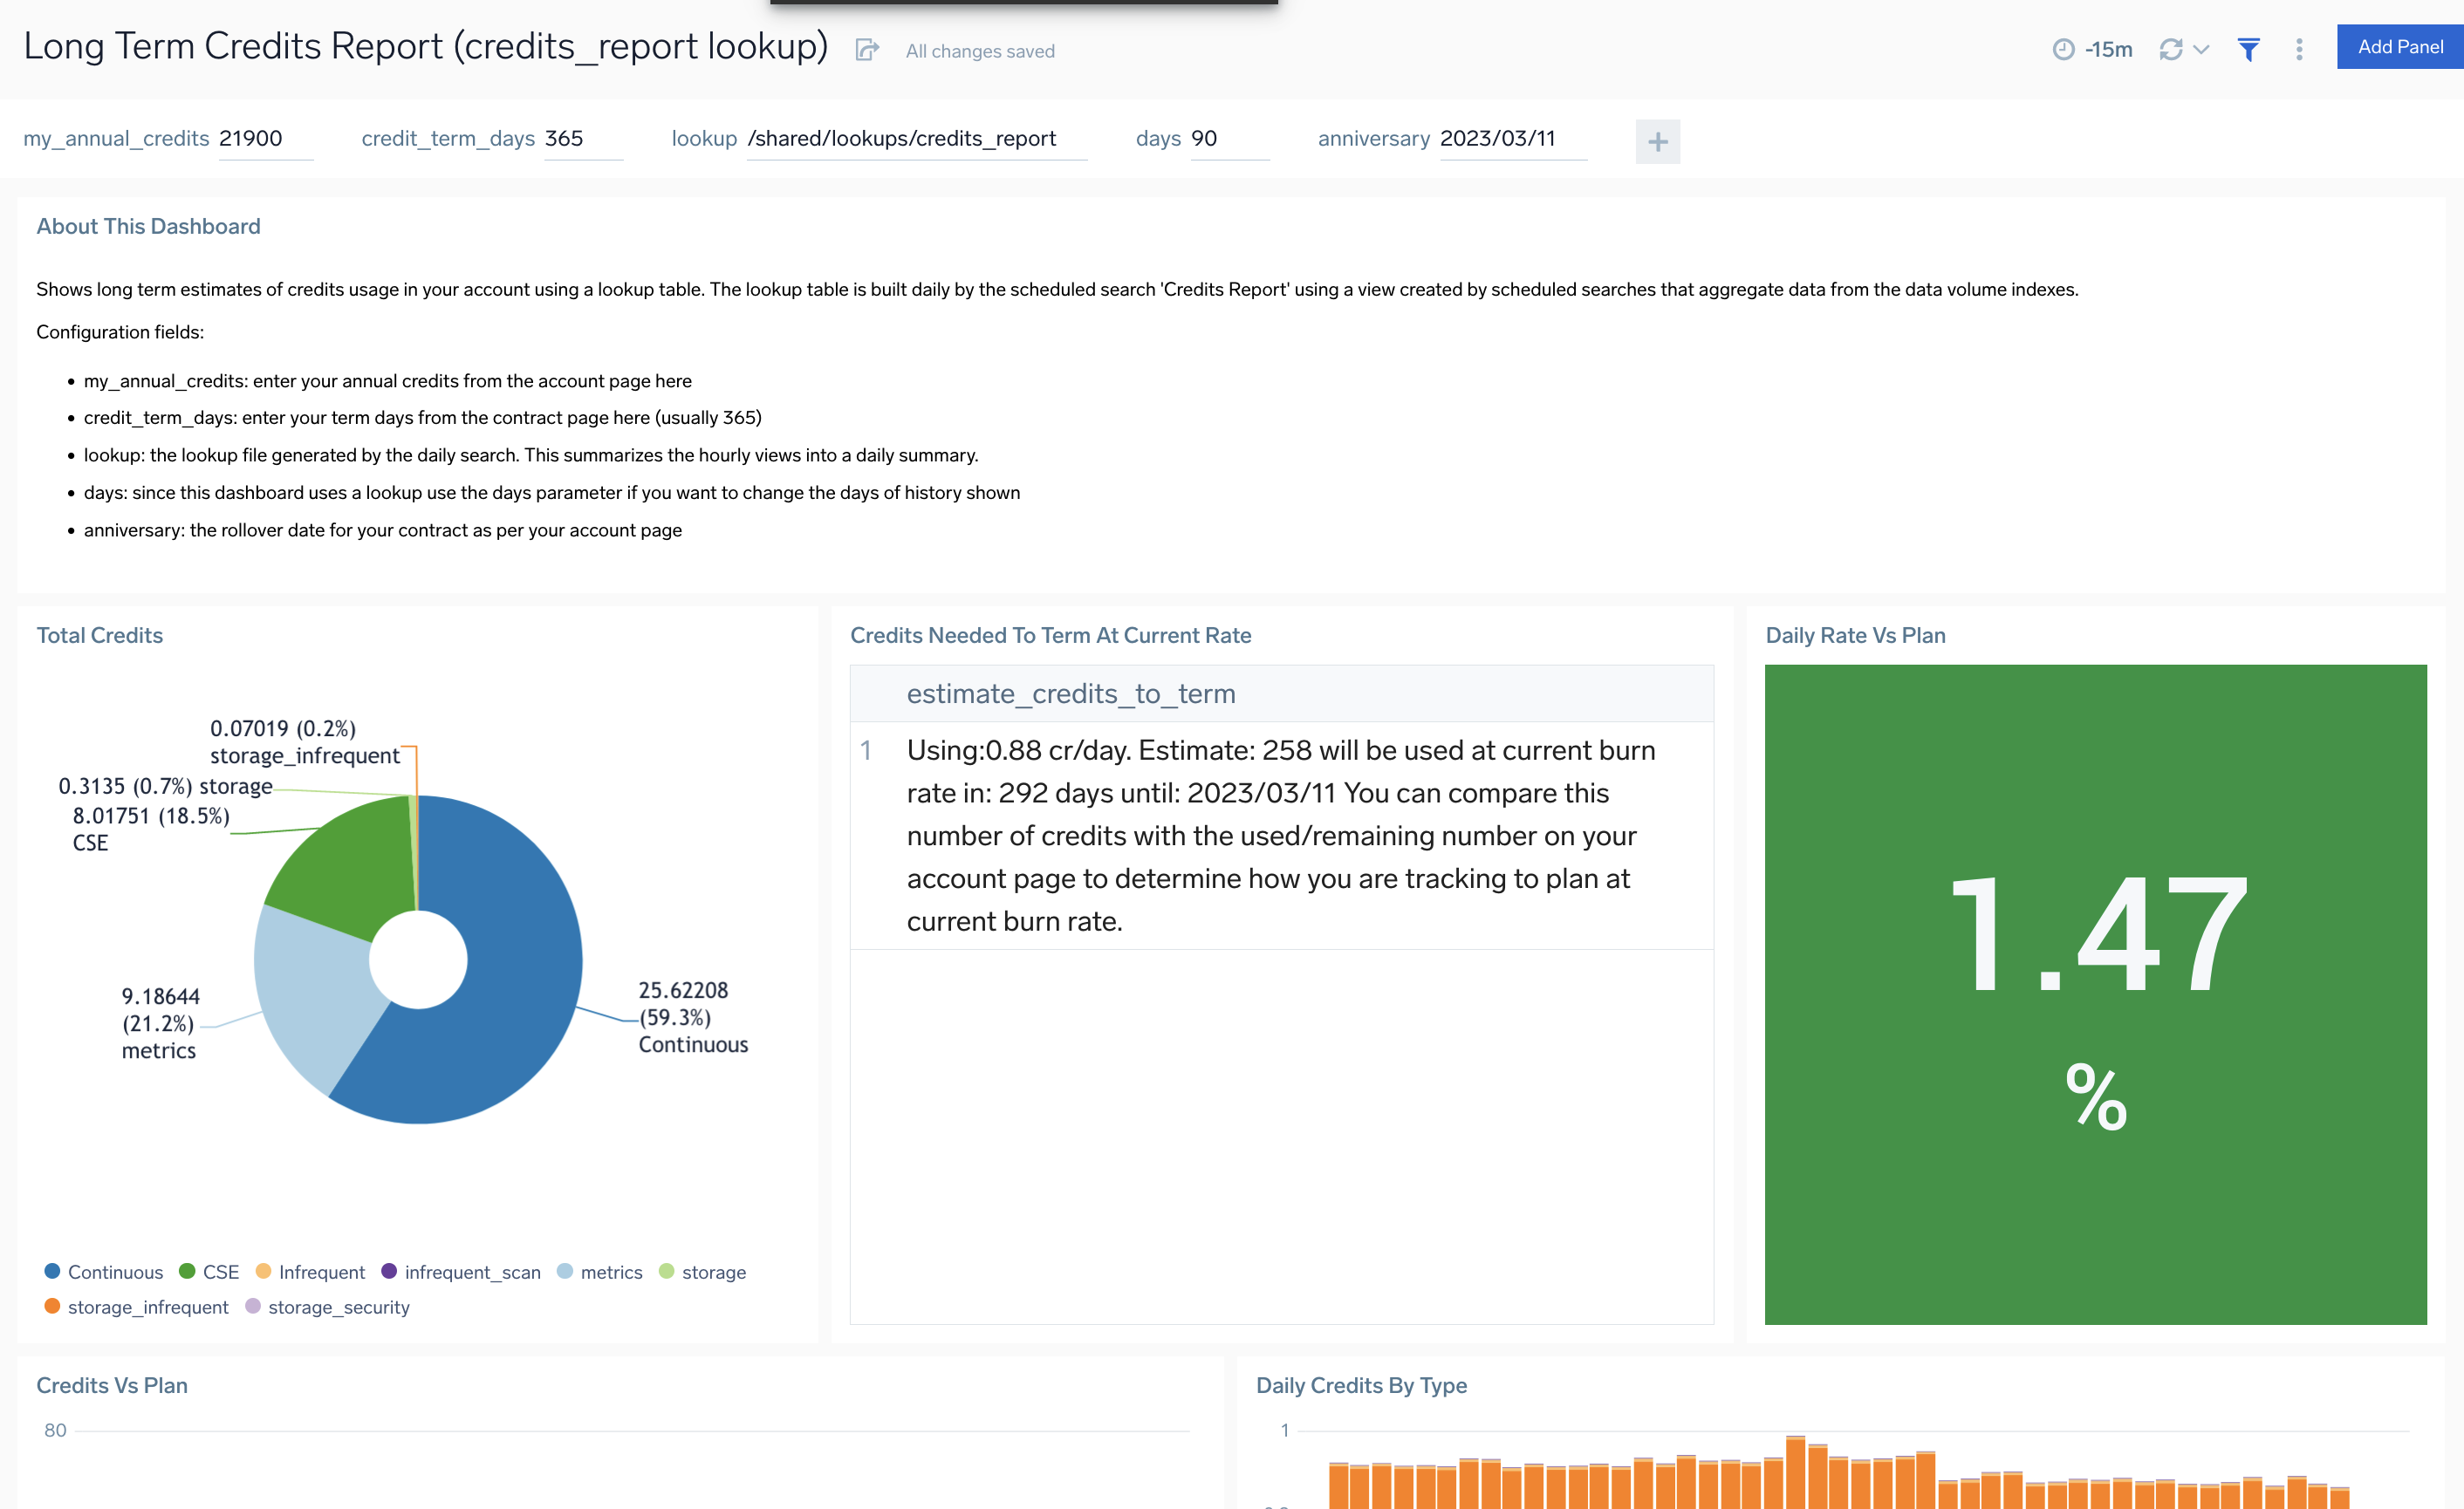 Long Term Credits Report (credits_report lookup) All changes saved -15m Add Panel
my_annual_credits 21900 credit_term_days 365 lookup /shared/lookups/credits_report days 90 anniversary 2023/03/11 +
About This Dashboard
Shows long term estimates of credits usage in your account using a lookup table. The lookup table is built daily by the scheduled search 'Credits Report' using a view created by scheduled searches that aggregate data from the data volume indexes.
Configuration fields:
• my_annual_credits: enter your annual credits from the account page here
• credit_term_days: enter your term days from the contract page here (usually 365)
• lookup: the lookup file generated by the daily search. This summarizes the hourly views into a daily summary.
• days: since this dashboard uses a lookup use the days parameter if you want to change the days of history shown
• anniversary: the rollover date for your contract as per your account page
Total Credits
0.07019 (0.2%)
storage_infrequent
0.3135 (0.7%) storage
8.01751 (18.5%)
CSE
9.18644
(21.2%)
metrics
25.62208
(59.3%)
Continuous
Continuous CSE Infrequent infrequent_scan metrics storage
storage_infrequent storage_security
Credits Needed To Term At Current Rate
estimate_credits_to_term
1 Using:0.88 cr/day. Estimate: 258 will be used at current burn
rate in: 292 days until: 2023/03/11 You can compare this
number of credits with the used/remaining number on your
account page to determine how you are tracking to plan at
current burn rate.
Daily Rate Vs Plan
1.47
%
Credits Vs Plan
80
Daily Credits By Type
1